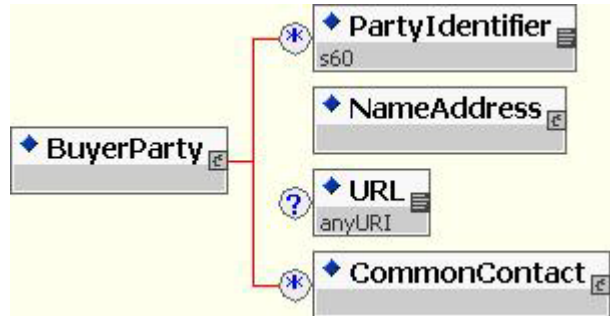 PartyIdentifier
s60
NameAddress
BuyerParty
?
URL
anyURI
CommonContact